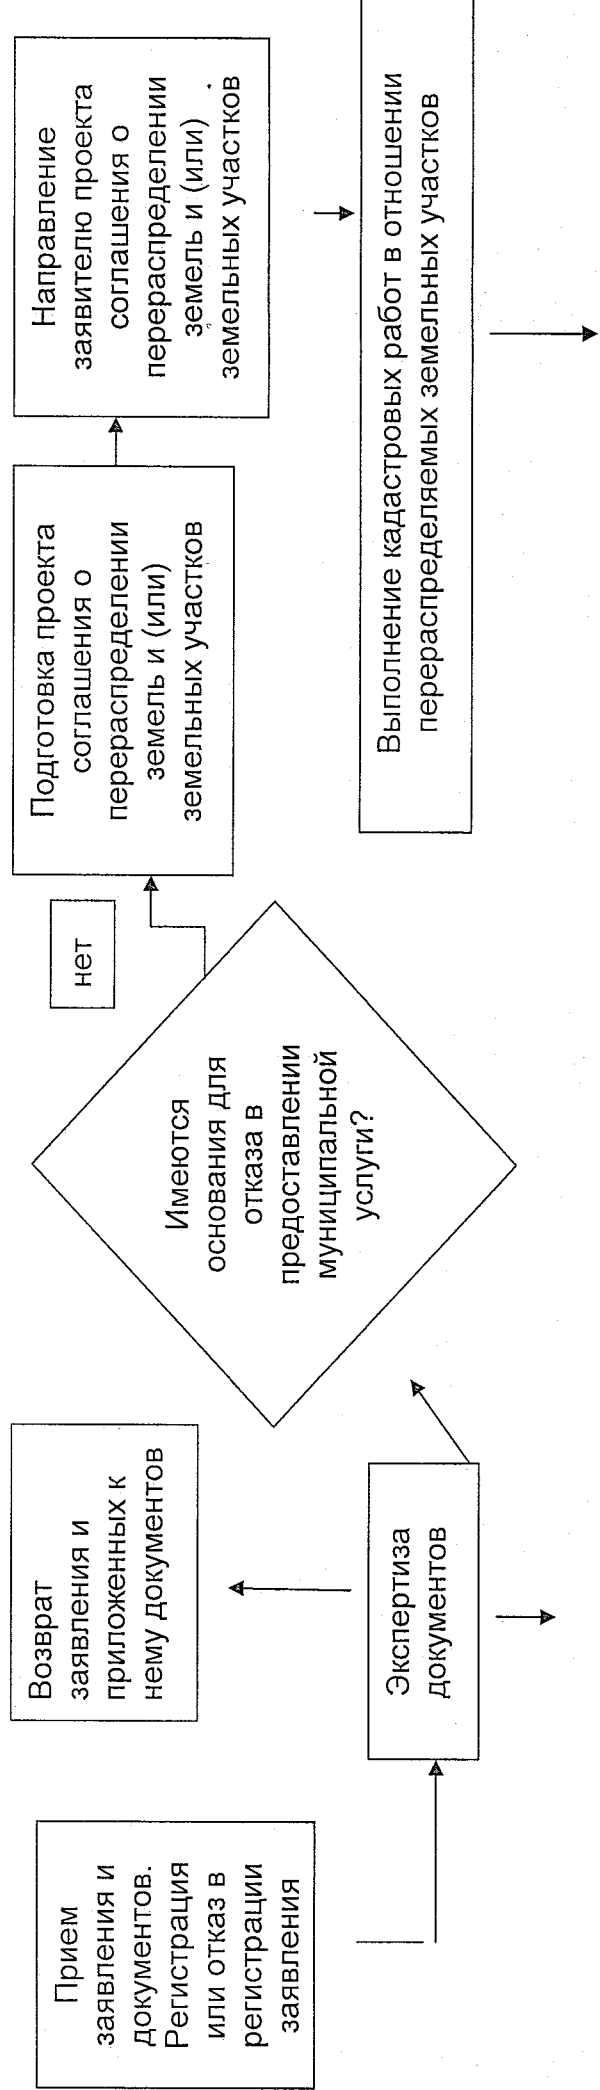 Прием
заявления и
документов.
Регистрация
или отказ в
регистрации
заявления
Возврат
заявления и
приложенных к
нему документов
Экспертиза
документов
Имеются
основания для
отказа в
предоставлении
муниципальной
услуги?
нет
Подготовка проекта
соглашения о
перераспределении
земель и (или)
земельных участков
Направление
заявителю проекта
соглашения о
перераспределении
земель и (или)
земельных участков
Выполнение кадастровых работ в отношении
перераспределяемых земельных участков